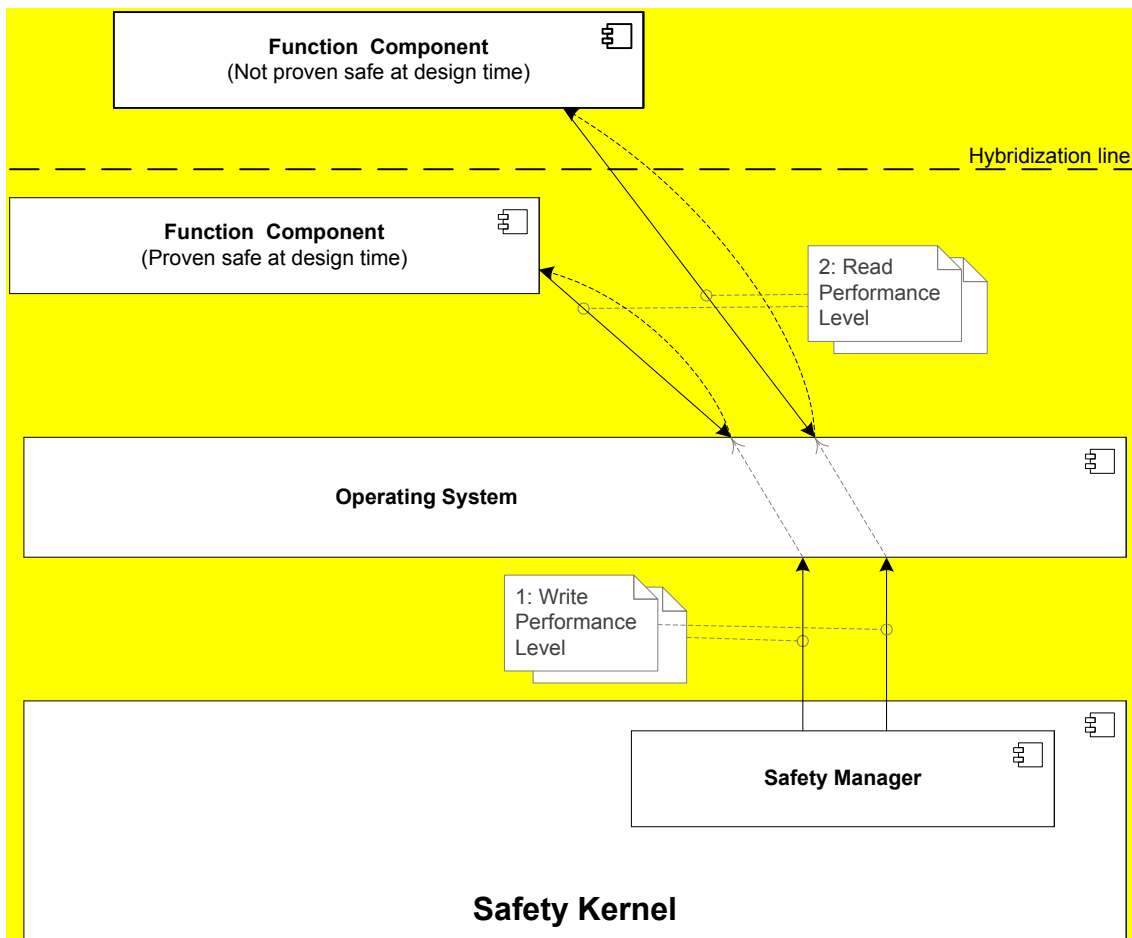 Function Component
(Not proven safe at design time)
Hybridization line
Function Component
(Proven safe at design time)
2: Read
Performance
Level
Operating System
1: Write
Performance
Level
Safety Manager
Safety Kernel